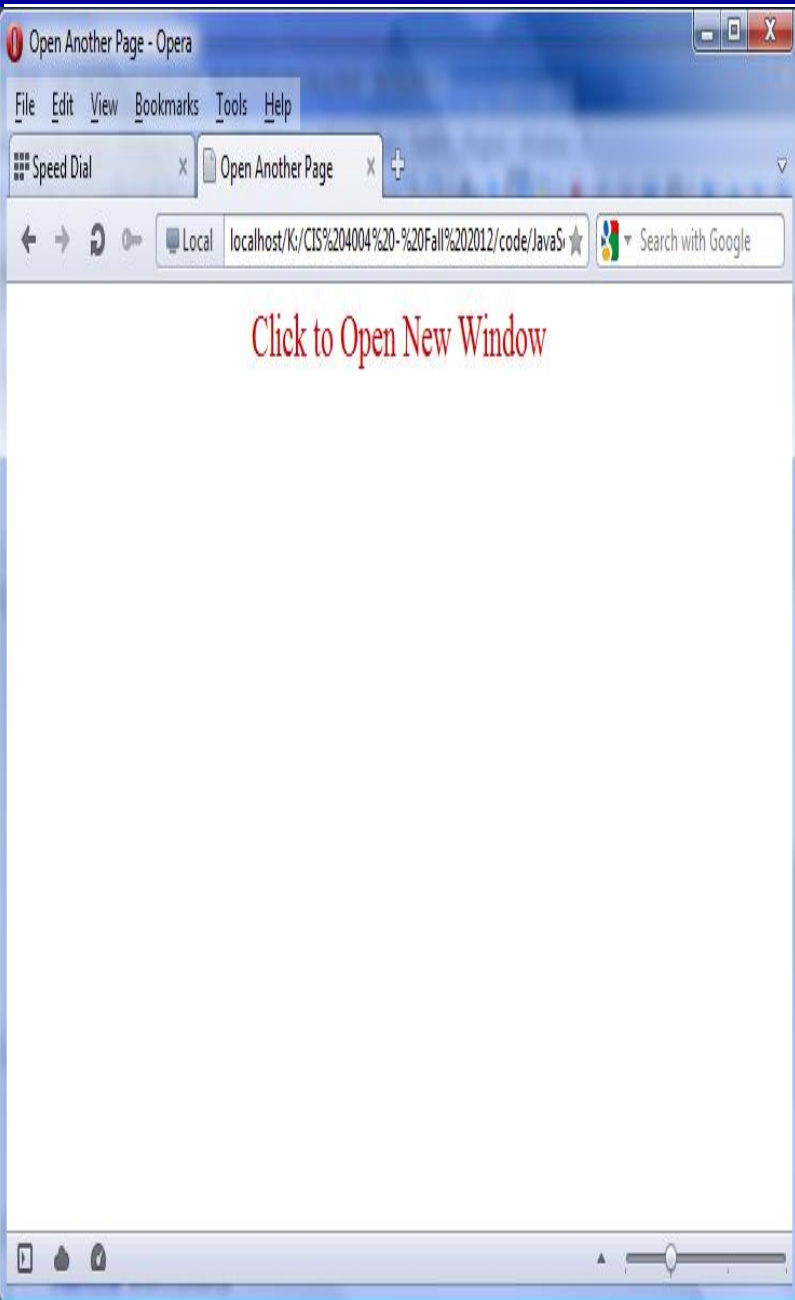 Open Another Page - Opera
File Edit View Bookmarks Tools Help
Speed Dial Open Another Page
Local localhost/K:/CIS%204004%20-%20Fall%202012/code/JavaS Search with Google
Click to Open New Window